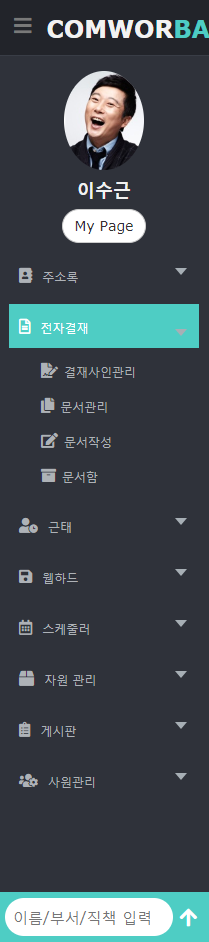 COMWORBA
이수근
My Page
주소록
전자결재
결재사인관리
문서관리
문서작성
문서함
근태
웹하드
스케줄러
자원 관리
게시판
사원관리
이름/부서/직책 입력